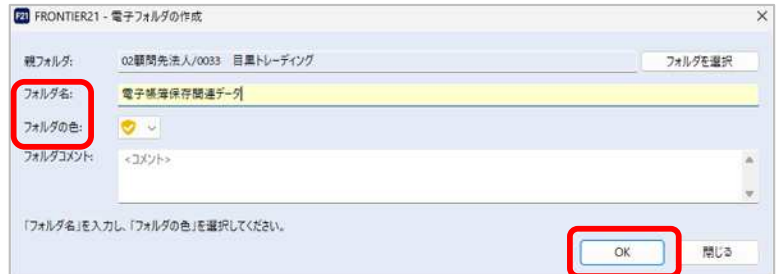 F21 FRONTIER21 - 電子フォルダの作成
親フォルダ: 02顧問先法人/0033 目黒トレーディング フォルダを選択
フォルダ名: 電子帳簿保存関連データ
フォルダの色:
フォルダコメント: <コメント>
「フォルダ名」を入力し、「フォルダの色」を選択してください。
OK 閉じる